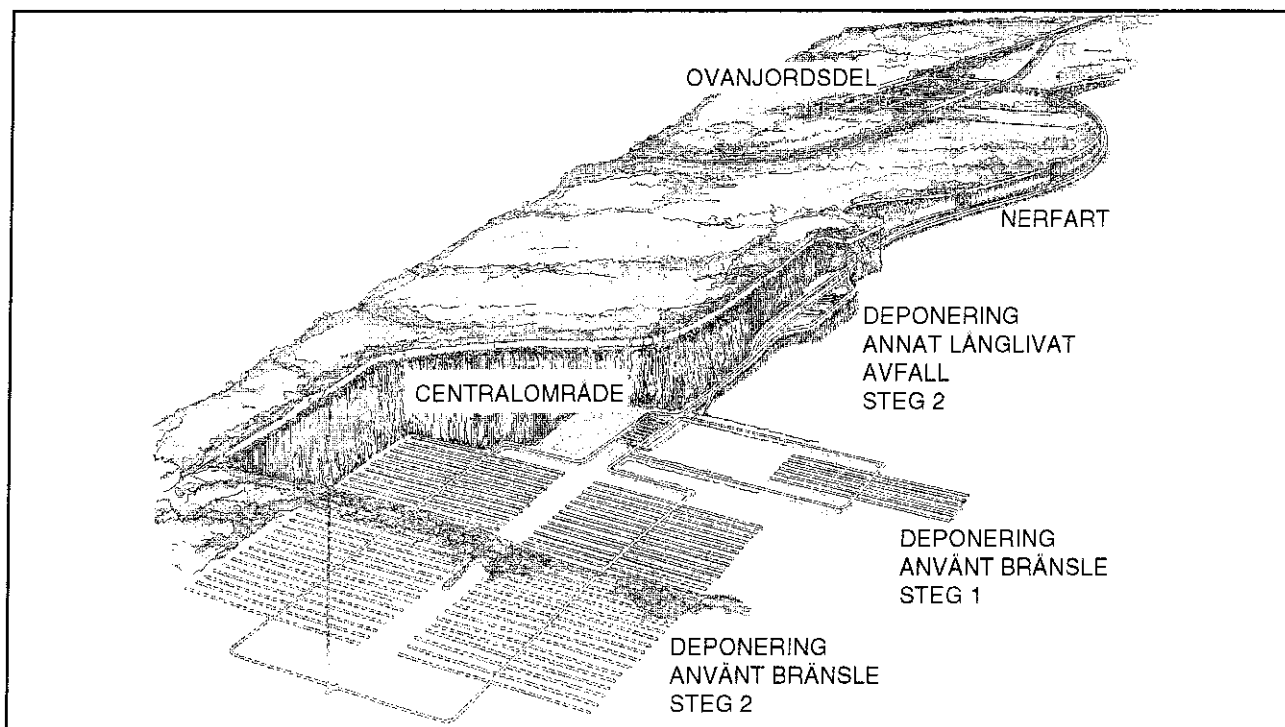 OVANJORDSDEL
NERFART
DEPONERING
ANNAT LÅNGLIVAT
AVFALL
STEG 2
CENTRALOMRÅDE
DEPONERING
ANVÄNT BRÄNSLE
STEG 1
DEPONERING
ANVÄNT BRÄNSLE
STEG 2